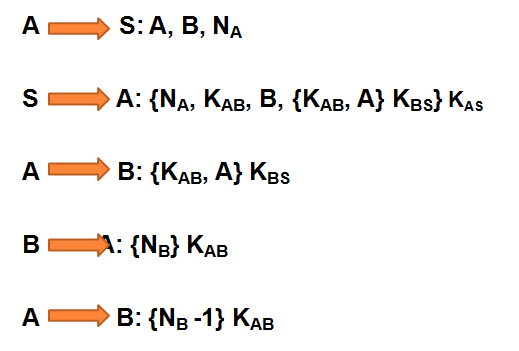 A S: A, B, NA
S A: {NA, KAB, B, {KAB, A} KBS} KAS
A B: {KAB, A} KBS
B A: {NB} KAB
A B: {NB -1} KAB